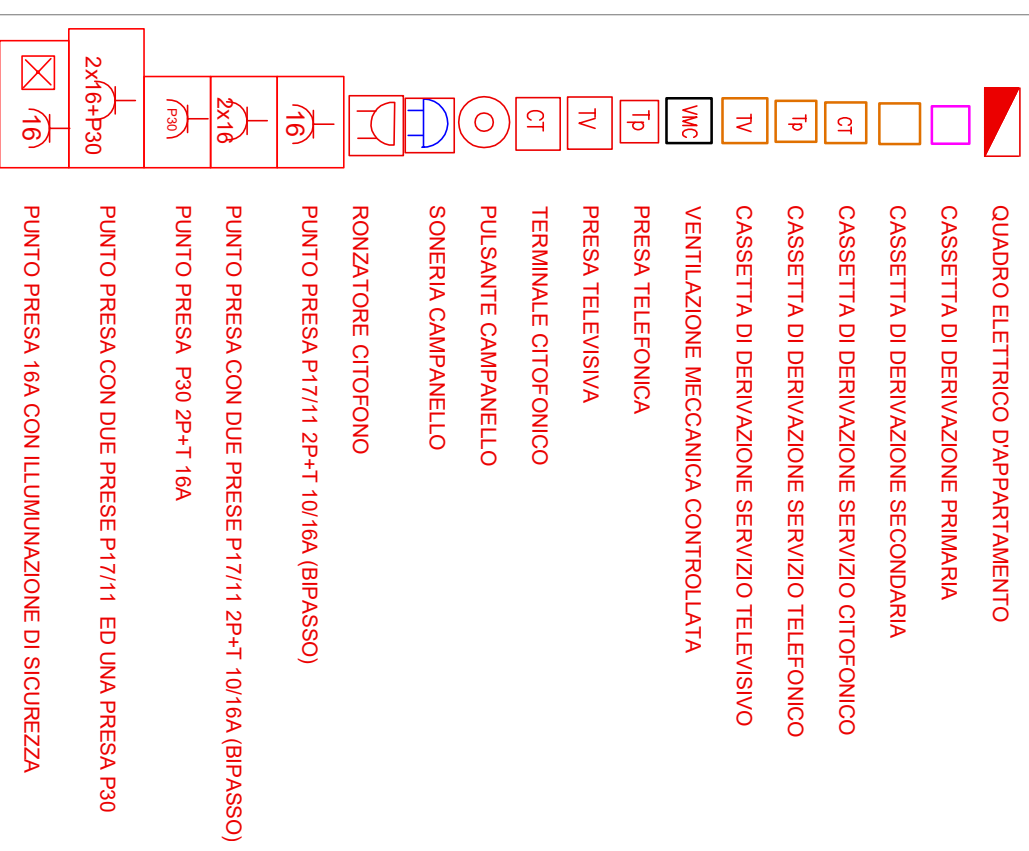 QUADRO ELETTRICO D'APPARTAMENTO
CASSETTA DI DERIVAZIONE PRIMARIA
CASSETTA DI DERIVAZIONE SECONDARIA
CT CASSETTA DI DERIVAZIONE SERVIZIO CITOFONICO
Tp CASSETTA DI DERIVAZIONE SERVIZIO TELEFONICO
TV CASSETTA DI DERIVAZIONE SERVIZIO TELEVISIVO
VMC VENTILAZIONE MECCANICA CONTROLLATA
Tp PRESA TELEFONICA
TV PRESA TELEVISIVA
CT TERMINALE CITOFONICO
PULSANTE CAMPANELLO
SONERIA CAMPANELLO
RONZATORE CITOFONO
16 PUNTO PRESA P17/11 2P+T 10/16A (BIPASSO)
2x16 PUNTO PRESA CON DUE PRESE P17/11 2P+T 10/16A (BIPASSO)
P30 PUNTO PRESA P30 2P+T 16A
2x16+P30 PUNTO PRESA CON DUE PRESE P17/11 ED UNA PRESA P30
16 PUNTO PRESA 16A CON ILLUMUNAZIONE DI SICUREZZA